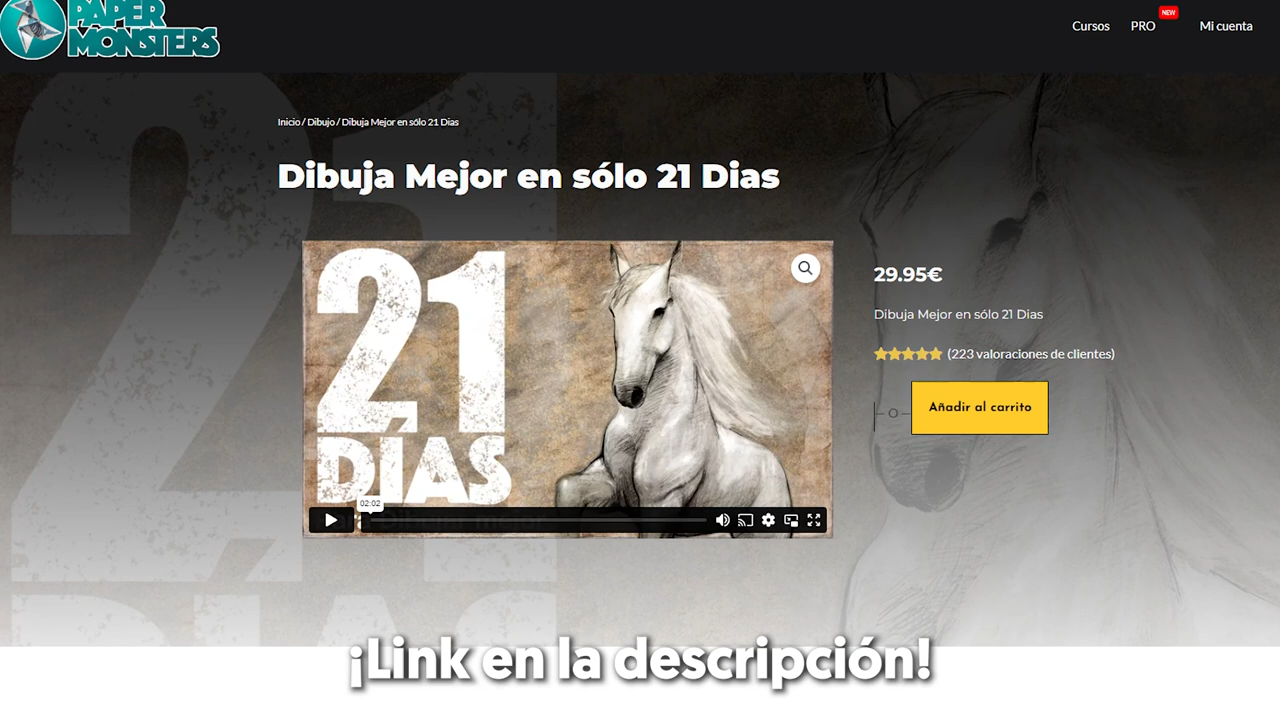 PAPER
MONSTERS
Cursos
PRO
NEW
Mi cuenta
Inicio / Dibujo / Dibuja Mejor en sólo 21 Dias
Dibuja Mejor en sólo 21 Dias
21
DÍAS
02:02
29.95€
Dibuja Mejor en sólo 21 Dias
(223 valoraciones de clientes)
Añadir al carrito
21
DÍAS
¡Link en la descripción!